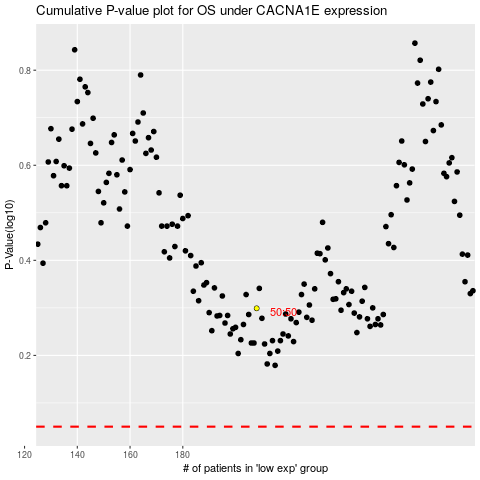 Cumulative P-value plot for OS under CACNA1E expression
P-Value(log10)
0.8
0.6
0.4
0.2
50:50
120 140 160 180
# of patients in 'low exp' group